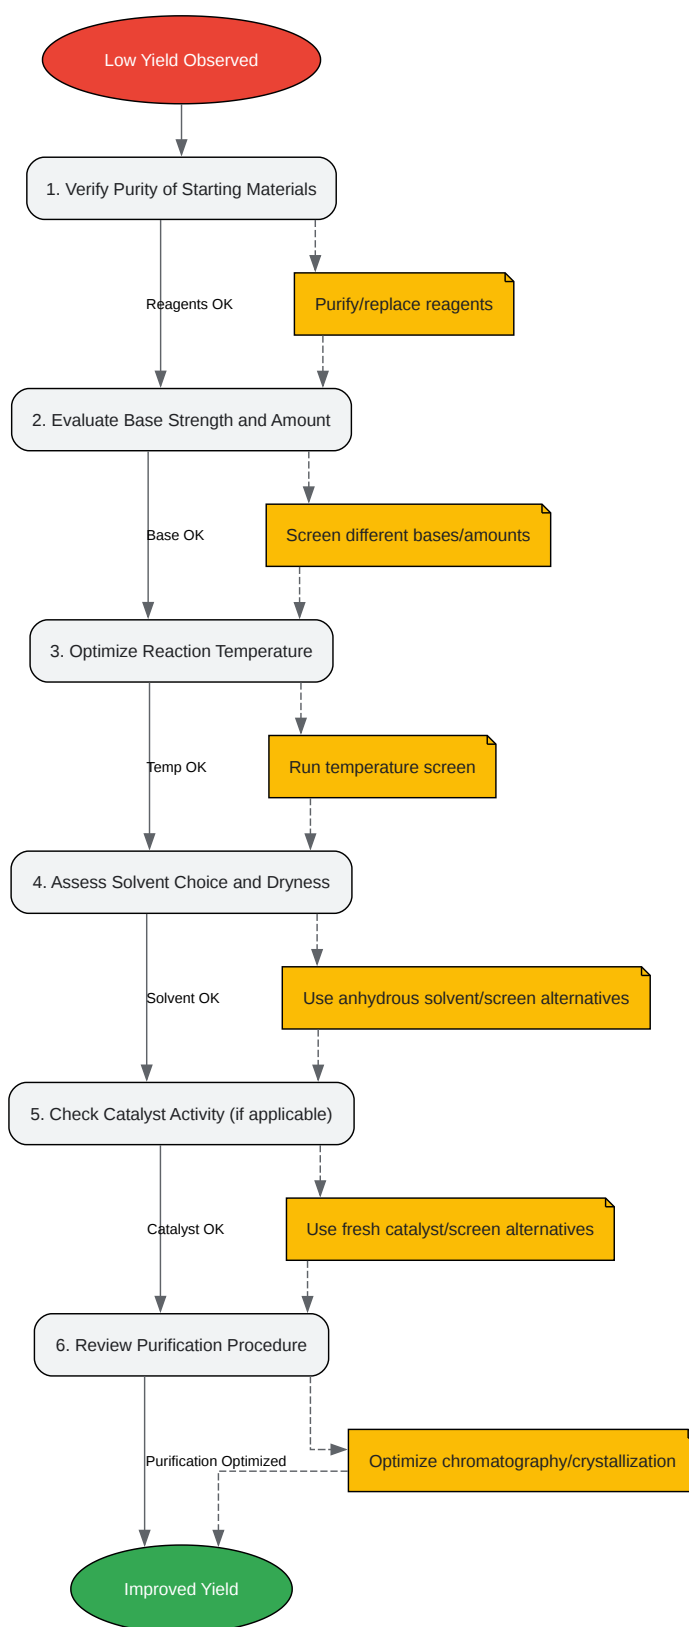 Low Yield Observed
1. Verify Purity of Starting Materials
Reagents OK
Purify/replace reagents
2. Evaluate Base Strength and Amount
Base OK
Screen different bases/amounts
3. Optimize Reaction Temperature
Temp OK
Run temperature screen
4. Assess Solvent Choice and Dryness
Solvent OK
Use anhydrous solvent/screen alternatives
5. Check Catalyst Activity (if applicable)
Catalyst OK
Use fresh catalyst/screen alternatives
6. Review Purification Procedure
Purification Optimized
Optimize chromatography/crystallization
Improved Yield